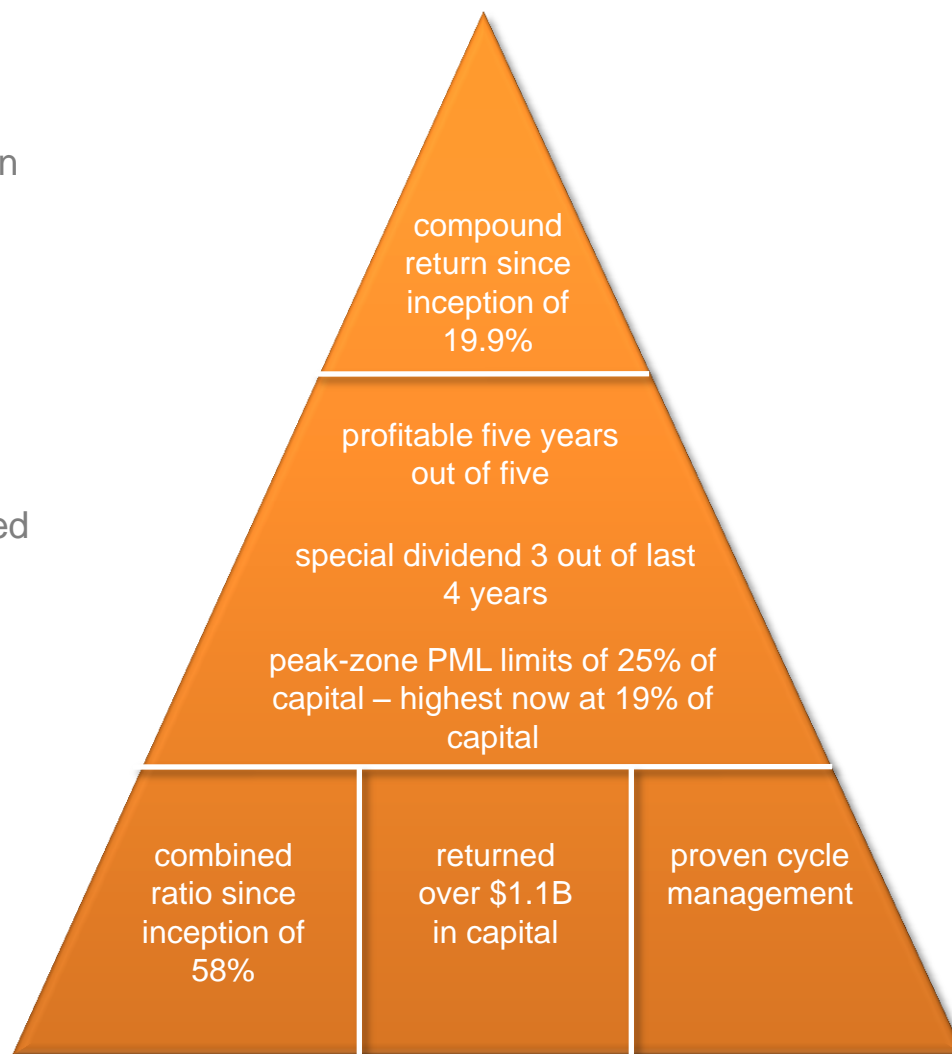 compound
return since
inception of
19.9%
profitable five years
out of five
special dividend 3 out of last
4 years
peak-zone PML limits of 25% of
capital – highest now at 19% of
capital
combined
ratio since
inception of
58%
returned
over $1.1B
in capital
proven cycle
management